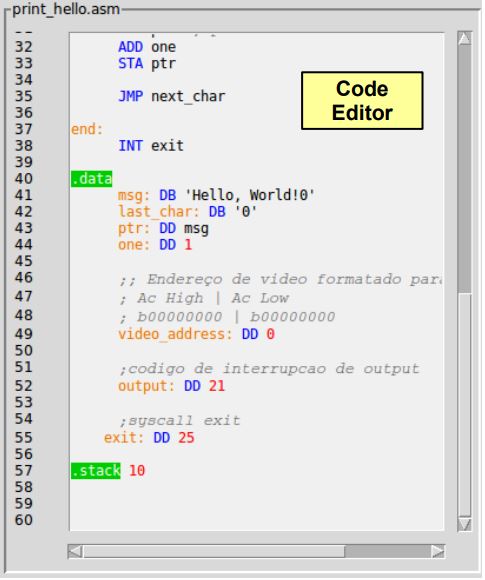 print_hello.asm
32 ADD one
33 STA ptr
34
35 JMP next_char
36
37 end:
38 INT exit
39
40 .data
41 msg: DB 'Hello, World!0'
42 last_char: DB '0'
43 ptr: DD msg
44 one: DD 1
45
46 ;; Endereço de video formatado para
47 ; Ac High | Ac Low
48 ; b00000000 | b00000000
49 video_address: DD 0
50
51 ;codigo de interrupcao de output
52 output: DD 21
53
54 ;syscall exit
55 exit: DD 25
56
57 .stack 10
58
59
60
Code
Editor